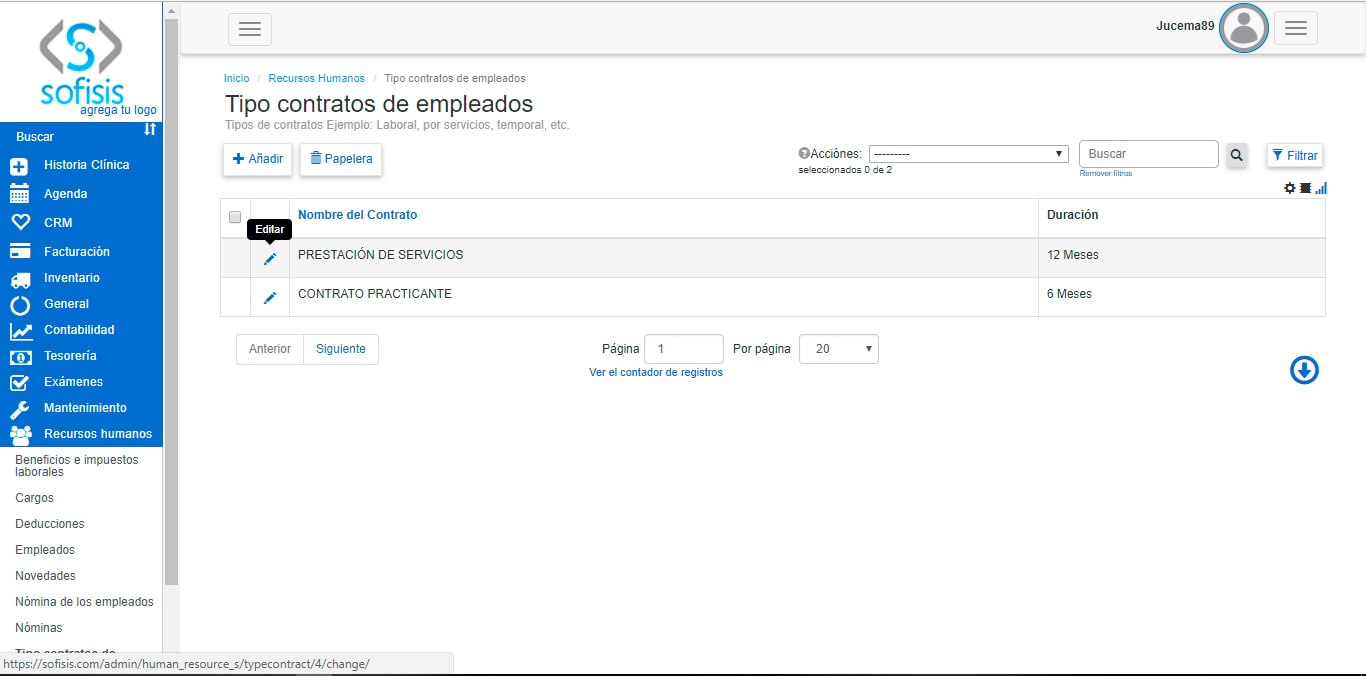 Jucema89
sofisis
agrega tu logo
Buscar
Historia Clínica
Agenda
CRM
Facturación
Inventario
General
Contabilidad
Tesorería
Exámenes
Mantenimiento
Recursos humanos
Beneficios e impuestos
laborales
Cargos
Deducciones
Empleados
Novedades
Nómina de los empleados
Nóminas
Tipo contratos de
Inicio / Recursos Humanos / Tipo contratos de empleados
Tipo contratos de empleados
Tipos de contratos Ejemplo: Laboral, por servicios, temporal, etc.
Añadir Papelera
Acciónes: --------- Buscar Filtrar
seleccionados 0 de 2 Remover filtros
Nombre del Contrato Duración
Editar
PRESTACIÓN DE SERVICIOS 12 Meses
CONTRATO PRACTICANTE 6 Meses
Anterior Siguiente Página 1 Por página 20
Ver el contador de registros
https://sofisis.com/admin/human_resource_s/typecontract/4/change/